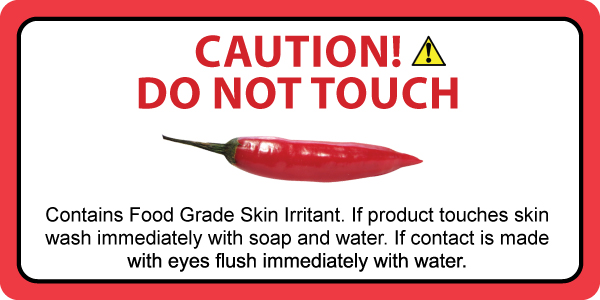 CAUTION!
DO NOT TOUCH
Contains Food Grade Skin Irritant. If product touches skin
wash immediately with soap and water. If contact is made
with eyes flush immediately with water.